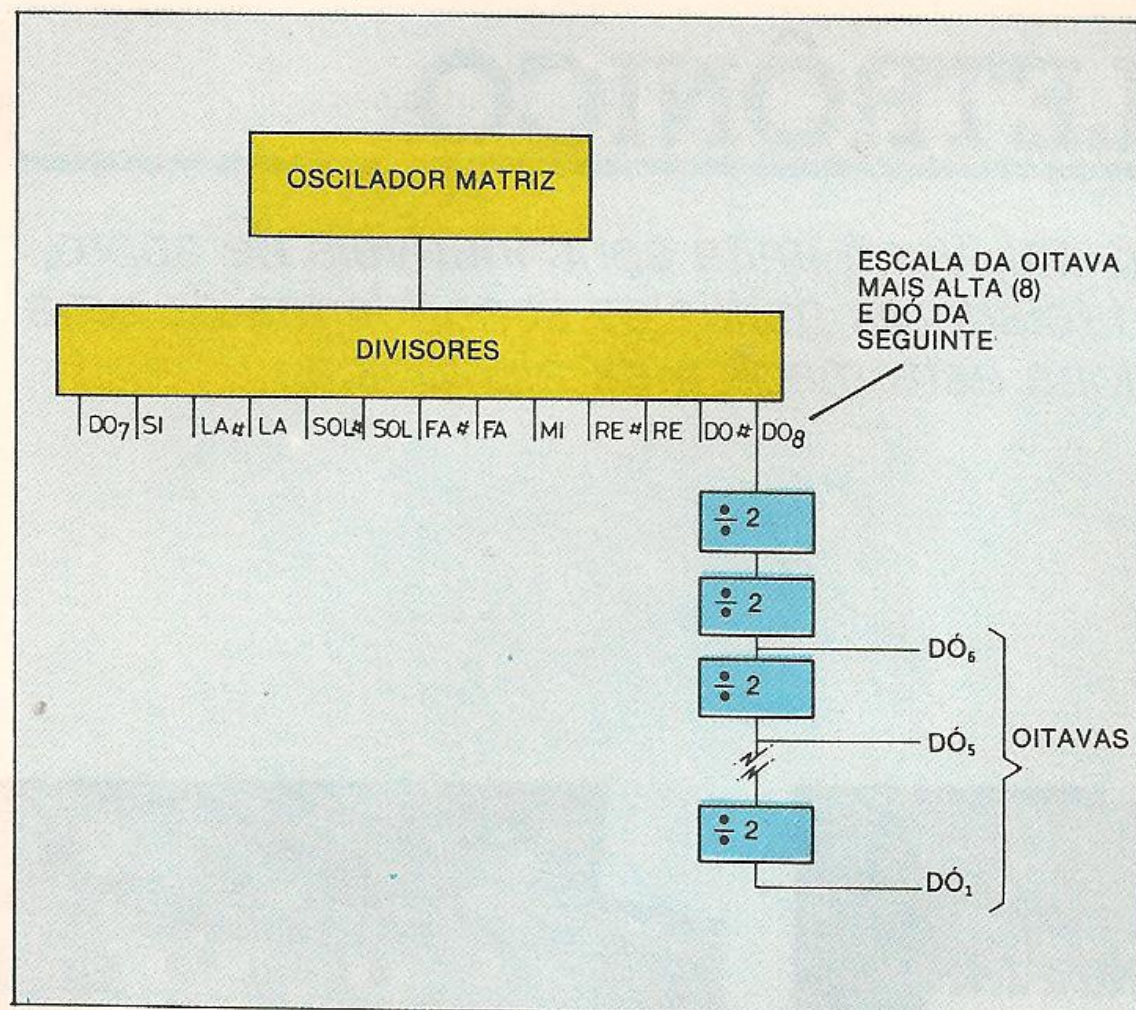 OSCILADOR MATRIZ
ESCALA DA OITAVA
MAIS ALTA (8)
E DÓ DA
SEGUINTE
DIVISORES
DO7 SI LA# LA SOL# SOL FA# FA MI RE# RE DO# DO8
÷ 2
÷ 2
DÓ6
÷ 2
DÓ5
OITAVAS
÷ 2
DÓ1